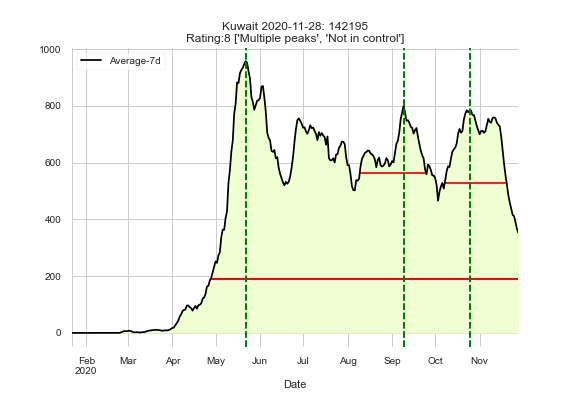 Kuwait 2020-11-28: 142195
Rating:8 ['Multiple peaks', 'Not in control']
Average-7d
1000
800
600
400
200
0
Feb Mar Apr May Jun Jul Aug Sep Oct Nov
2020
Date